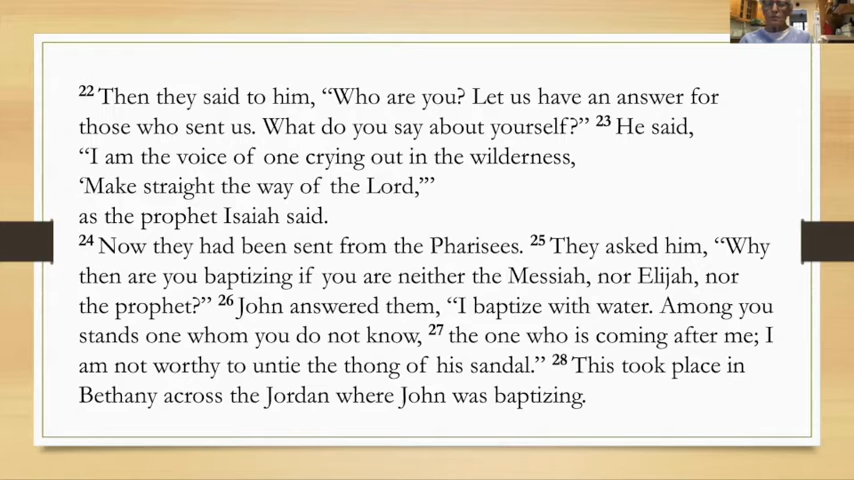 22 Then they said to him, “Who are you? Let us have an answer for
those who sent us. What do you say about yourself?” 23 He said,
“I am the voice of one crying out in the wilderness,
‘Make straight the way of the Lord,’”
as the prophet Isaiah said.
24 Now they had been sent from the Pharisees. 25 They asked him, “Why
then are you baptizing if you are neither the Messiah, nor Elijah, nor
the prophet?” 26 John answered them, “I baptize with water. Among you
stands one whom you do not know, 27 the one who is coming after me; I
am not worthy to untie the thong of his sandal.” 28 This took place in
Bethany across the Jordan where John was baptizing.